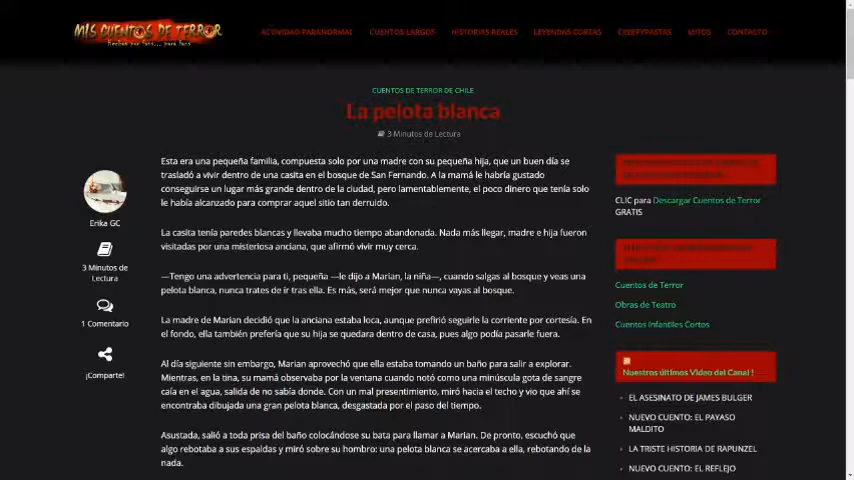 MIS CUENTOS DE TERROR
ACTIVIDAD PARANORMAL
CUENTOS LARGOS
HISTORIAS REALES
LEYENDAS CORTAS
CREEPYPASTAS
MITOS
CONTACTO
CUENTOS DE TERROR DE CHILE
La pelota blanca
3 Minutos de Lectura
Erika GC
3 Minutos de
Lectura
1 Comentario
¡Comparte!
Esta era una pequeña familia, compuesta solo por una madre con su pequeña hija, que un buen día se
trasladó a vivir dentro de una casita en el bosque de San Fernando. A la mamá le habría gustado
conseguirse un lugar más grande dentro de la ciudad, pero lamentablemente, el poco dinero que tenía solo
le había alcanzado para comprar aquel sitio tan derruido.
La casita tenía paredes blancas y llevaba mucho tiempo abandonada. Nada más llegar, madre e hija fueron
visitadas por una misteriosa anciana, que afirmó vivir muy cerca.
—Tengo una advertencia para ti, pequeña —le dijo a Marian, la niña—, cuando salgas al bosque y veas una
pelota blanca, nunca trates de ir tras ella. Es más, será mejor que nunca vayas al bosque.
La madre de Marian decidió que la anciana estaba loca, aunque prefirió seguirle la corriente por cortesía. En
el fondo, ella también prefería que su hija se quedara dentro de casa, pues algo podía pasarle fuera.
Al día siguiente sin embargo, Marian aprovechó que ella estaba tomando un baño para salir a explorar.
Mientras, en la tina, su mamá observaba por la ventana cuando notó como una minúscula gota de sangre
caía en el agua, salida de no sabía donde. Con un mal presentimiento, miró hacia el techo y vio que ahí se
encontraba dibujada una gran pelota blanca, desgastada por el paso del tiempo.
Asustada, salió a toda prisa del baño colocándose su bata para llamar a Marian. De pronto, escuchó que
algo rebotaba a sus espaldas y miró sobre su hombro: una pelota blanca se acercaba a ella, rebotando de la
nada.
CLIC para Descargar Cuentos de Terror
GRATIS
Cuentos de Terror
Obras de Teatro
Cuentos Infantiles Cortos
Nuestros últimos Video del Canal !
EL ASESINATO DE JAMES BULGER
NUEVO CUENTO: EL PAYASO
MALDITO
LA TRISTE HISTORIA DE RAPUNZEL
NUEVO CUENTO: EL REFLEJO